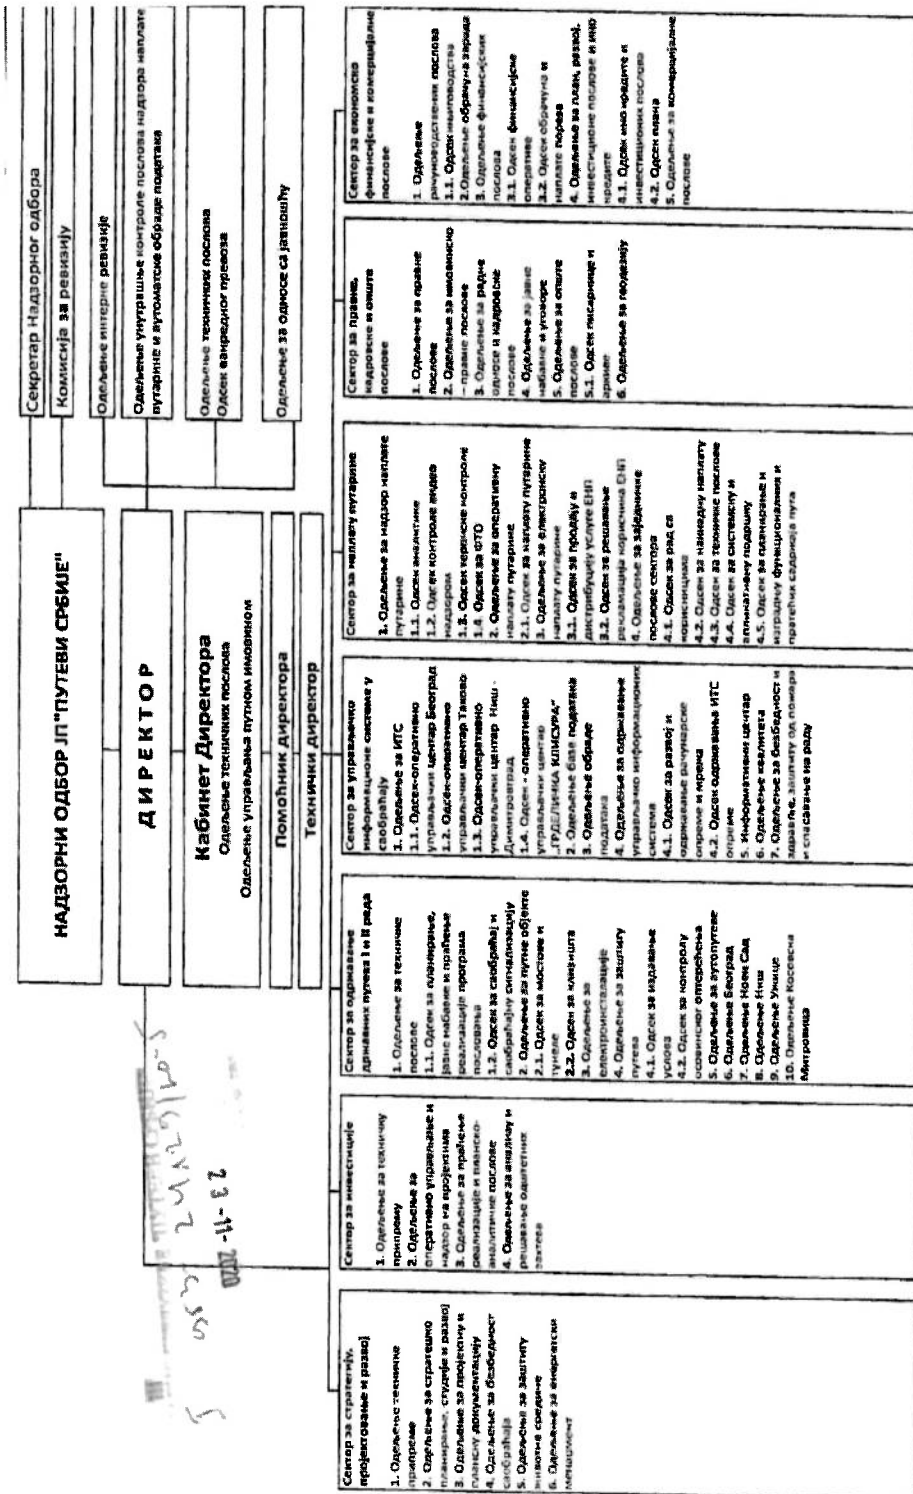 НАДЗОРНИ ОДБОР ЈП"ПУТЕВИ СРБИЈЕ"
Секретар Надзорног одбора
Комисија за ревизију
ДИРЕКТОР
Одељење интерне ревизије
Одељење унутрашње контроле послова надзора наплате
путарине и аутоматске обраде података
Одељење техничких послова
Одсек ванредног превоза
Одељење за односе са јавношћу
Кабинет Директора
Одељење техничких послова
Одељење управљања путном имовином
Помоћник директора
Технички директор
23-11-2020
Сектор за стратегију,
пројектовање и развој
1. Одељење техничке
припреме
2. Одељење за стратешко
планирање, студије и развој
3. Одељење за пројектну и
планску документацију
4. Одељење за безбедност
саобраћаја
5. Одељење за заштиту
животне средине
6. Одељење за енергетски
менаџмент
Сектор за инвестиције
1. Одељење за техничку
припрему
2. Одељење за
оперативно управљање и
надзор на пројектима
3. Одељење за праћење
реализације и планско-
аналитичке послове
4. Одељење за анализу и
решавање одштетних
захтева
Сектор за одржавање
државних путева I и II реда
1. Одељење за техничке
послове
1.1. Одсек за планирање,
јавне набавке и праћење
реализације програма
пословања
1.2. Одсек за саобраћај и
саобраћајну сигнализацију
2. Одељење за путне објекте
2.1. Одсек за мостове и
тунеле
2.2. Одсек за клизишта
3. Одељење за
електроинсталације
4. Одељење за заштиту
путева
4.1. Одсек за издавање
услова
4.2. Одсек за контролу
осовинског оптерећења
5. Одељење за аутопутеве
6. Одељење Београд
7. Одељење Нови Сад
8. Одељење Ниш
9. Одељење Ужице
10. Одељење Косовска
Митровица
Сектор за управљачко
информационе системе у
саобраћају
1. Одељење за ИТС
1.1. Одсек-оперативно
управљачки центар Београд
1.2. Одсек-оперативно
управљачки центар Таково
1.3. Одсек-оперативно
управљачки центар Ниш -
Димитровград
1.4. Одсек - оперативно
управљачки центар
„ГРДЕЛИЧКА КЛИСУРА"
2. Одељење базе података
3. Одељење обраде
података
4. Одељење за одржавање
управљачко информационих
система
4.1. Одсек за развој и
одржавање рачунарске
опреме и мрежа
4.2. Одсек одржавања ИТС
опреме
5. Информативни центар
6. Одељење квалитета
7. Одељење за безбедност и
здравље, заштиту од пожара
и спасавање на раду
Сектор за наплату путарине
1. Одељење за надзор наплате
путарине
1.1. Одсек аналитике
1.2. Одсек контроле видео
надзором
1.3. Одсек теренске контроле
1.4. Одсек за ФТО
2. Одељење за оперативну
наплату путарине
2.1. Одсек за наплату путарине
3. Одељење за електронску
наплату путарине
3.1. Одсек за продају и
дистрибуцију услуге ЕНП
3.2. Одсек за решавање
рекламација корисника ЕНП
4. Одељење за заједничке
послове сектора
4.1. Одсек за рад са
корисницима
4.2. Одсек за накнадну наплату
4.3. Одсек за техничке послове
4.4. Одсек за системску и
апликативну подршку
4.5. Одсек за планирање и
изградњу функционалних и
пратећих садржаја пута
Сектор за правне,
кадровске и опште
послове
1. Одељење за правне
послове
2. Одељење за имовинско
– правне послове
3. Одељење за радне
односе и кадровске
послове
4. Одељење за јавне
набавке и уговоре
5. Одељење за опште
послове
5.1. Одсек писарнице и
архиве
6. Одељење за геодезију
Сектор за економско
финансијске и комерцијалне
послове
1. Одељење
рачуноводствених послова
1.1. Одсек књиговодства
2.Одељење обрачуна зарада
3. Одељење финансијских
послова
3.1. Одсек финансијске
оперативе
3.2. Одсек обрачуна и
наплате пореза
4. Одељење за план, развој,
инвестиционе послове и ино
кредите
4.1. Одсек ино кредите и
инвестиционих послова
4.2. Одсек плана
5. Одељење за комерцијалне
послове